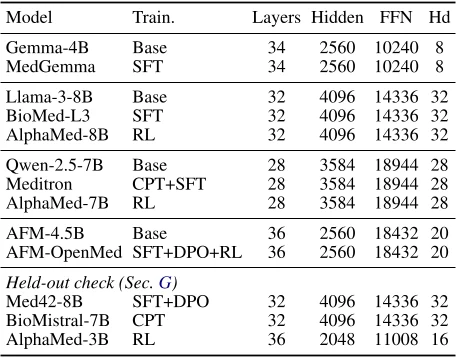 Model Train. Layers Hidden FFN Hd
Gemma-4B Base 34 2560 10240 8
MedGemma SFT 34 2560 10240 8
Llama-3-8B Base 32 4096 14336 32
BioMed-L3 SFT 32 4096 14336 32
AlphaMed-8B RL 32 4096 14336 32
Qwen-2.5-7B Base 28 3584 18944 28
Meditron CPT+SFT 28 3584 18944 28
AlphaMed-7B RL 28 3584 18944 28
AFM-4.5B Base 36 2560 18432 20
AFM-OpenMed SFT+DPO+RL 36 2560 18432 20
Held-out check (Sec. G)
Med42-8B SFT+DPO 32 4096 14336 32
BioMistral-7B CPT 32 4096 14336 32
AlphaMed-3B RL 36 2048 11008 16